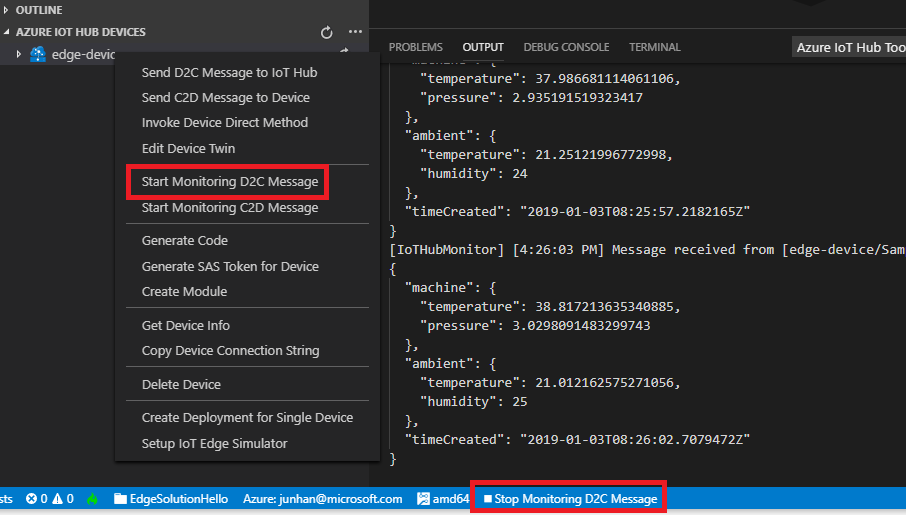 OUTLINE
AZURE IOT HUB DEVICES
edge-devic
Send D2C Message to IoT Hub
Send C2D Message to Device
Invoke Device Direct Method
Edit Device Twin
Start Monitoring D2C Message
Start Monitoring C2D Message
Generate Code
Generate SAS Token for Device
Create Module
Get Device Info
Copy Device Connection String
Delete Device
Create Deployment for Single Device
Setup IoT Edge Simulator
PROBLEMS OUTPUT DEBUG CONSOLE TERMINAL Azure IoT Hub Too
"machine": {
"temperature": 37.986681114061106,
"pressure": 2.935191519323417
},
"ambient": {
"temperature": 21.25121996772998,
"humidity": 24
},
"timeCreated": "2019-01-03T08:25:57.2182165Z"
}
[IoTHubMonitor] [4:26:03 PM] Message received from [edge-device/Sam
{
"machine": {
"temperature": 38.817213635340885,
"pressure": 3.0298091483299743
},
"ambient": {
"temperature": 21.012162575271056,
"humidity": 25
},
"timeCreated": "2019-01-03T08:26:02.7079472Z"
}
sts 0 0 EdgeSolutionHello Azure: junhan@microsoft.com amd64 Stop Monitoring D2C Message